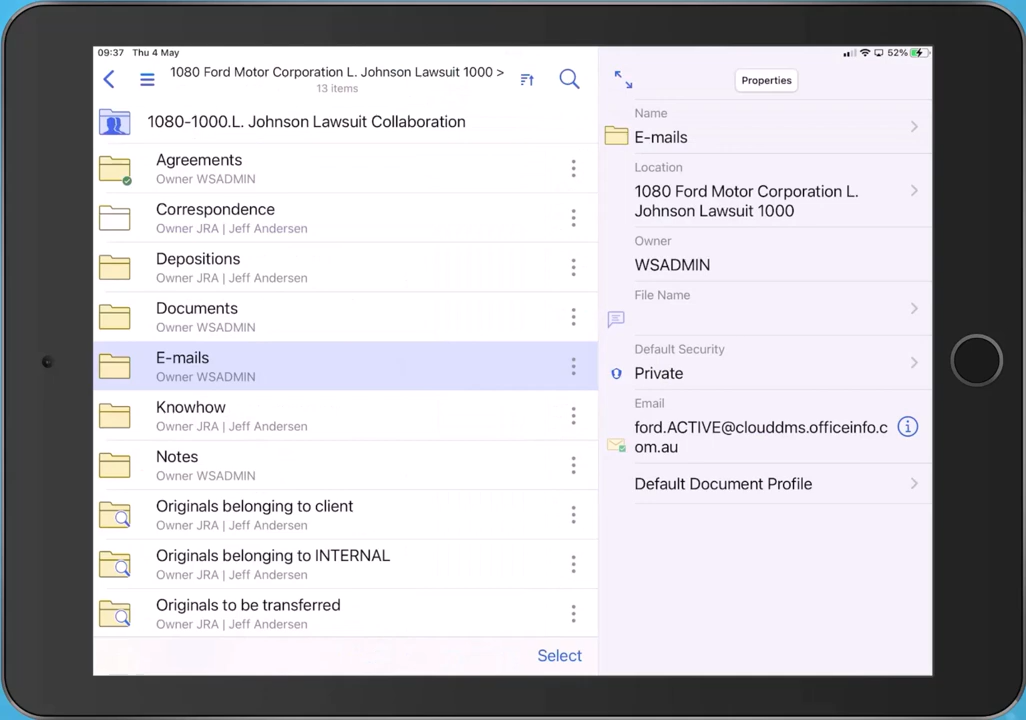 09:37 Thu 4 May
52%
1080 Ford Motor Corporation L. Johnson Lawsuit 1000 >
13 items
1080-1000.L. Johnson Lawsuit Collaboration
Agreements
Owner WSADMIN
Correspondence
Owner JRA | Jeff Andersen
Depositions
Owner JRA | Jeff Andersen
Documents
Owner WSADMIN
E-mails
Owner WSADMIN
Knowhow
Owner JRA | Jeff Andersen
Notes
Owner WSADMIN
Originals belonging to client
Owner JRA | Jeff Andersen
Originals belonging to INTERNAL
Owner JRA | Jeff Andersen
Originals to be transferred
Owner JRA | Jeff Andersen
Select
Properties
Name
E-mails
Location
1080 Ford Motor Corporation L.
Johnson Lawsuit 1000
Owner
WSADMIN
File Name
Default Security
Private
Email
ford.ACTIVE@clouddms.officeinfo.c
om.au
Default Document Profile